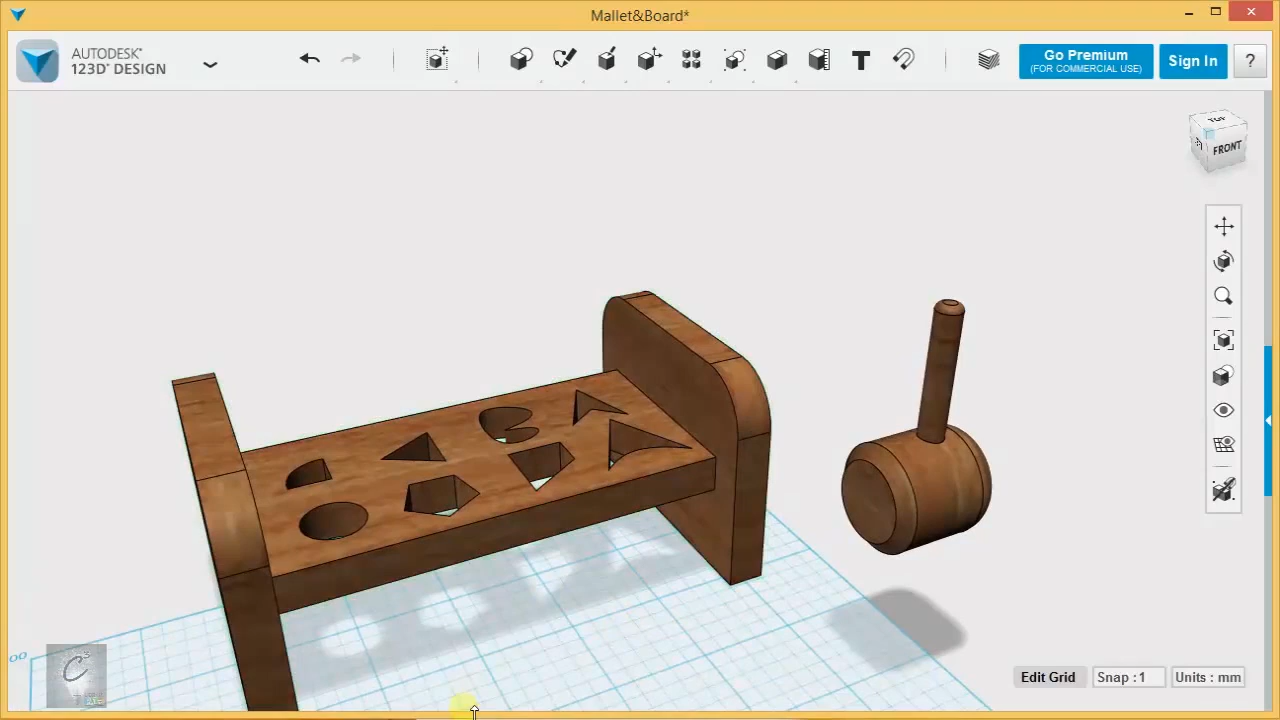 Mallet&Board*
AUTODESK®
123D® DESIGN
Go Premium
(FOR COMMERCIAL USE)
Sign In
?
TOP
FRONT
Edit Grid
Snap : 1
Units : mm